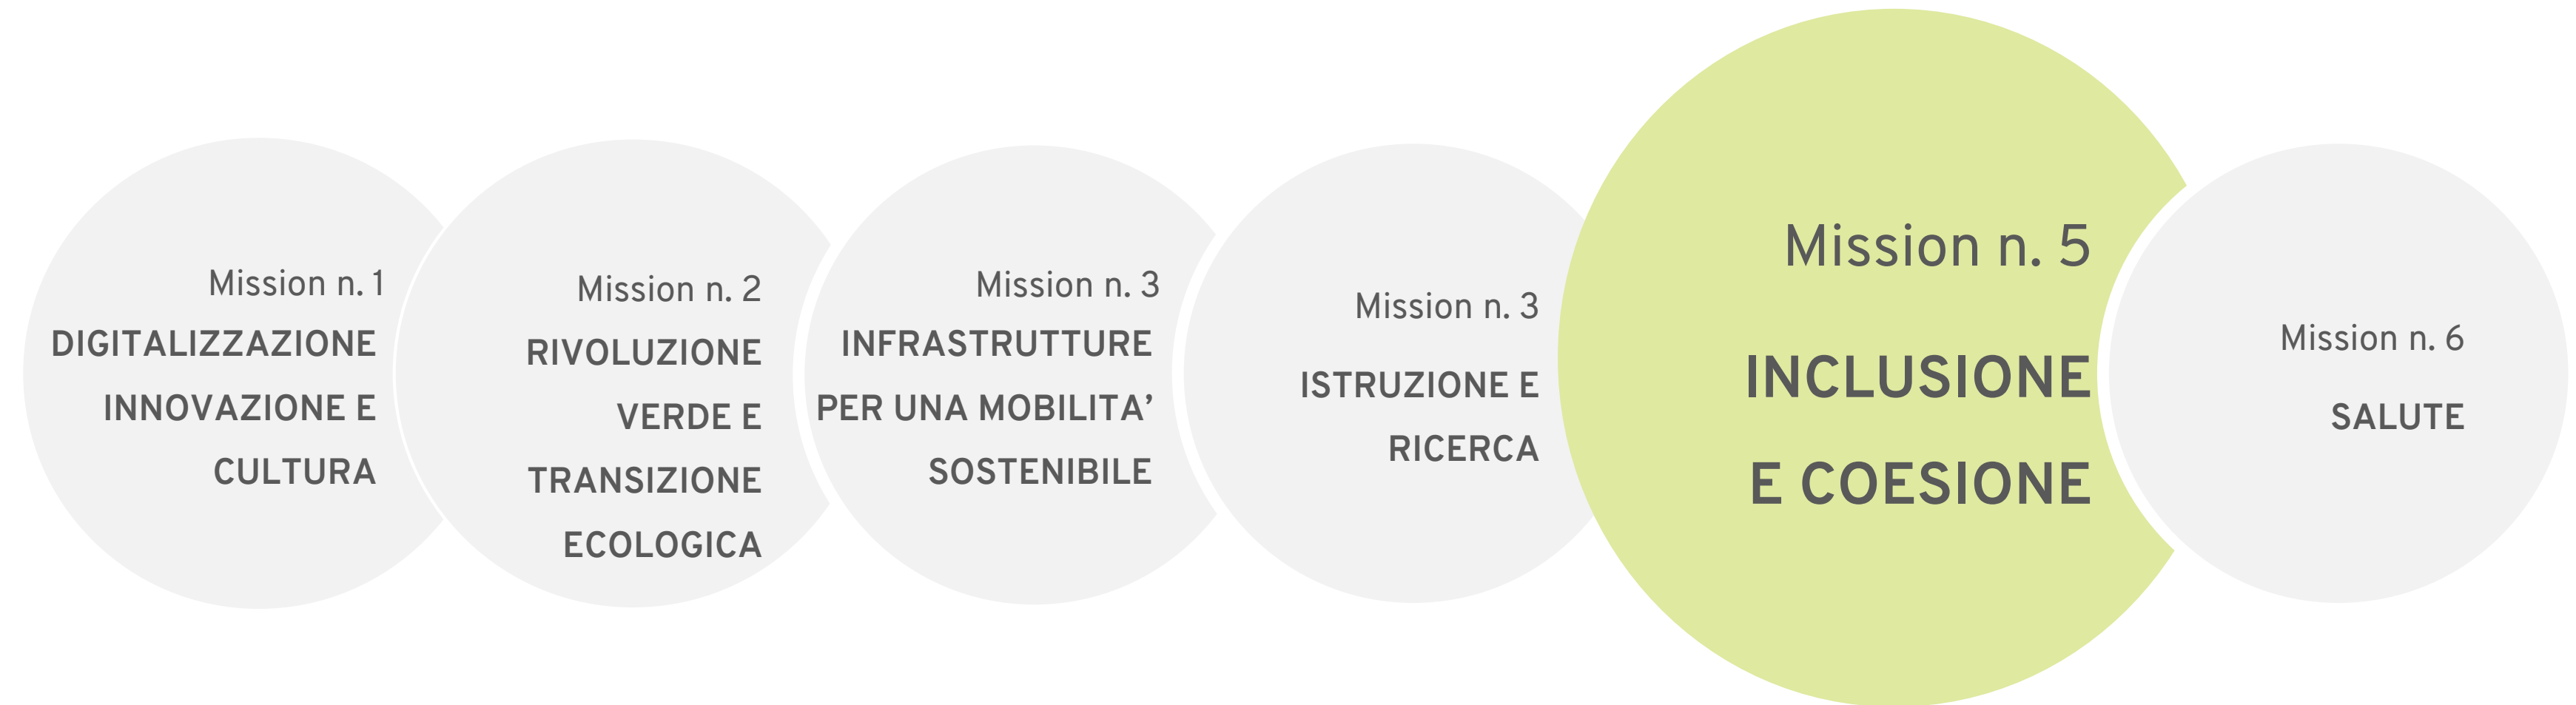 Mission n. 1
DIGITALIZZAZIONE
INNOVAZIONE E
CULTURA
Mission n. 2
RIVOLUZIONE
VERDE E
TRANSIZIONE
ECOLOGICA
Mission n. 3
INFRASTRUTTURE
PER UNA MOBILITA’
SOSTENIBILE
Mission n. 3
ISTRUZIONE E
RICERCA
Mission n. 5
INCLUSIONE
E COESIONE
Mission n. 6
SALUTE